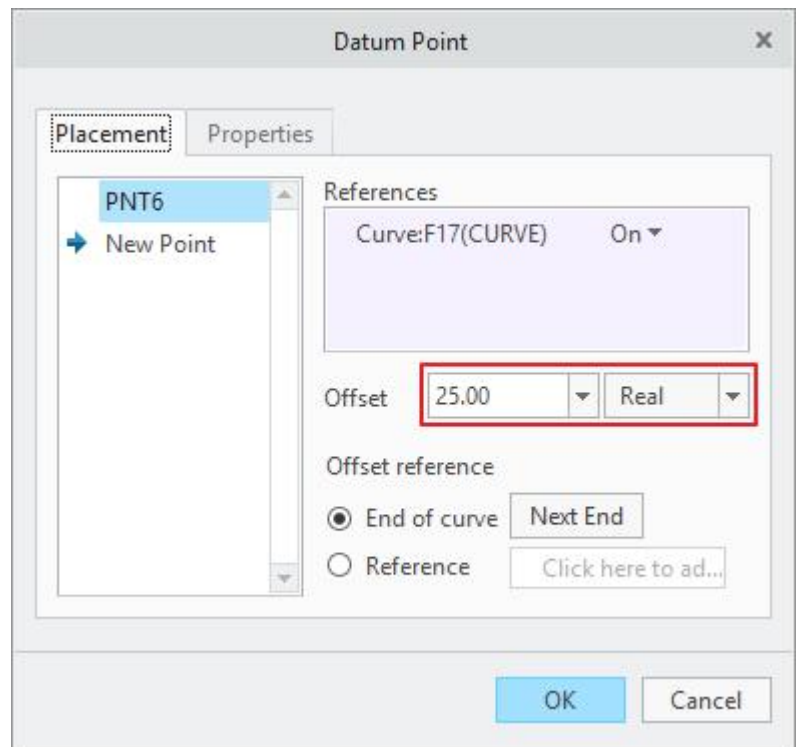 Datum Point
Placement Properties
PNT6
New Point
References
Curve:F17(CURVE) On
Offset 25.00 Real
Offset reference
End of curve Next End
Reference Click here to ad...
OK Cancel